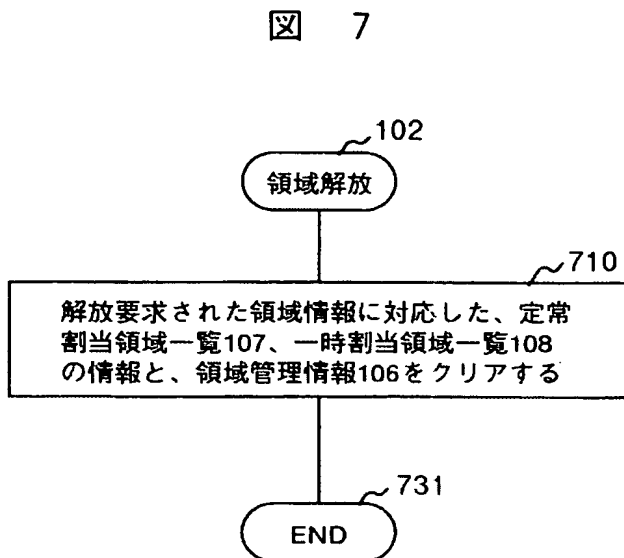 図 7
102
領域解放
710
解放要求された領域情報に対応した、定常
割当領域一覧107、一時割当領域一覧108
の情報と、領域管理情報106をクリアする
731
END